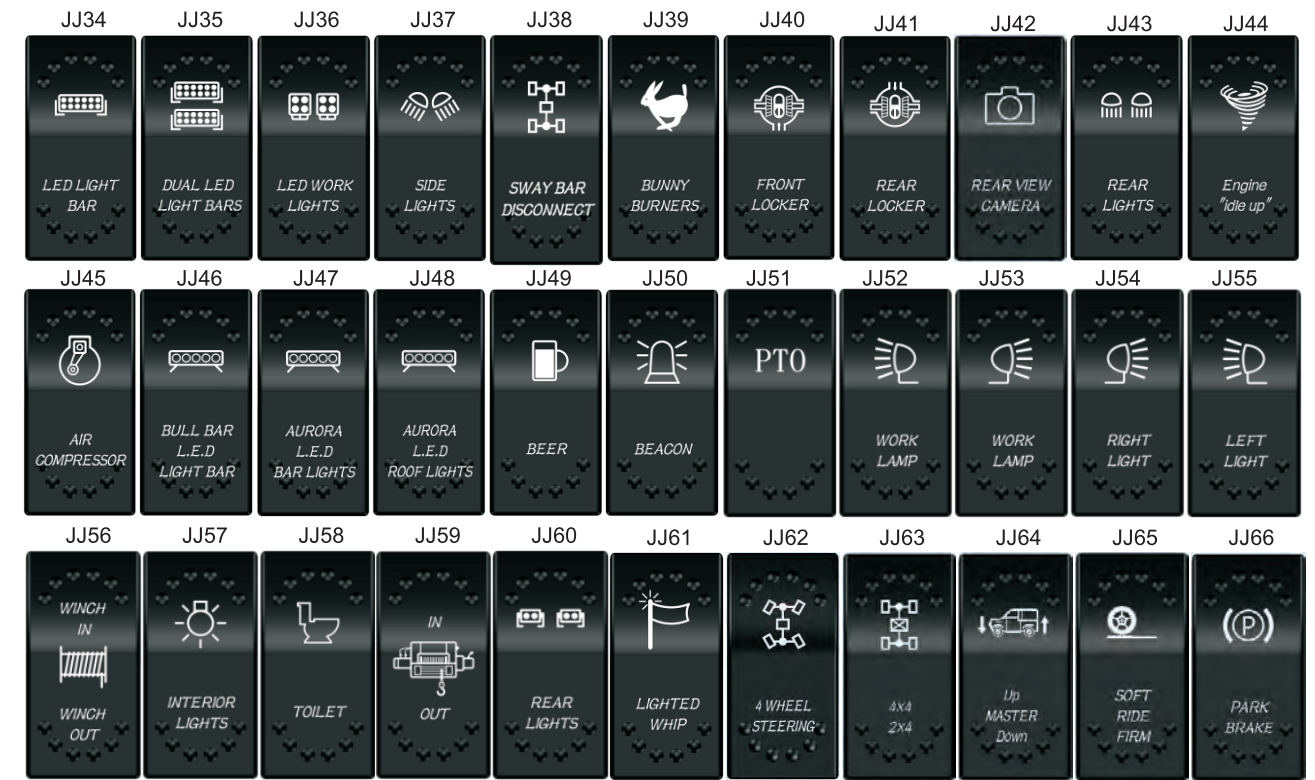 JJ34 JJ35 JJ36 JJ37 JJ38 JJ39 JJ40 JJ41 JJ42 JJ43 JJ44
LED LIGHT
BAR
DUAL LED
LIGHT BARS
LED WORK
LIGHTS
SIDE
LIGHTS
SWAY BAR
DISCONNECT
BUNNY
BURNERS
FRONT
LOCKER
REAR
LOCKER
REAR VIEW
CAMERA
REAR
LIGHTS
Engine
"idle up"
JJ45 JJ46 JJ47 JJ48 JJ49 JJ50 JJ51 JJ52 JJ53 JJ54 JJ55
AIR
COMPRESSOR
BULL BAR
L.E.D
LIGHT BAR
AURORA
L.E.D
BAR LIGHTS
AURORA
L.E.D
ROOF LIGHTS
BEER
BEACON
PTO
WORK
LAMP
WORK
LAMP
RIGHT
LIGHT
LEFT
LIGHT
JJ56 JJ57 JJ58 JJ59 JJ60 JJ61 JJ62 JJ63 JJ64 JJ65 JJ66
WINCH
IN
WINCH
OUT
INTERIOR
LIGHTS
TOILET
IN
OUT
REAR
LIGHTS
LIGHTED
WHIP
4 WHEEL
STEERING
4X4
2X4
Up
MASTER
Down
SOFT
RIDE
FIRM
P
PARK
BRAKE